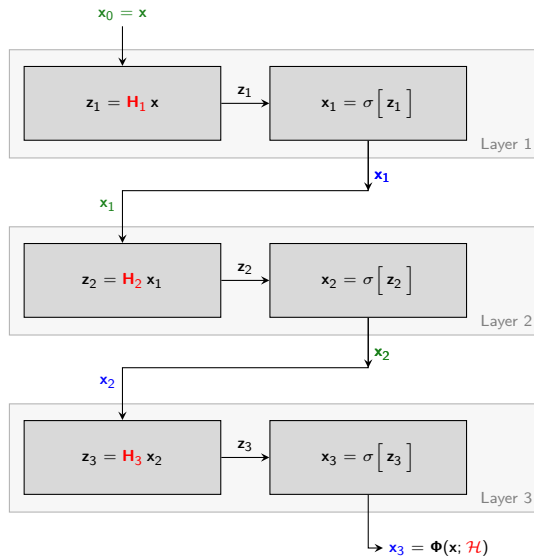 x₀ = x
z₁ = H₁ x
z₁
x₁ = σ[ z₁ ]
Layer 1
x₁
x₁
z₂ = H₂ x₁
z₂
x₂ = σ[ z₂ ]
Layer 2
x₂
x₂
z₃ = H₃ x₂
z₃
x₃ = σ[ z₃ ]
Layer 3
x₃ = Φ(x; ℋ)